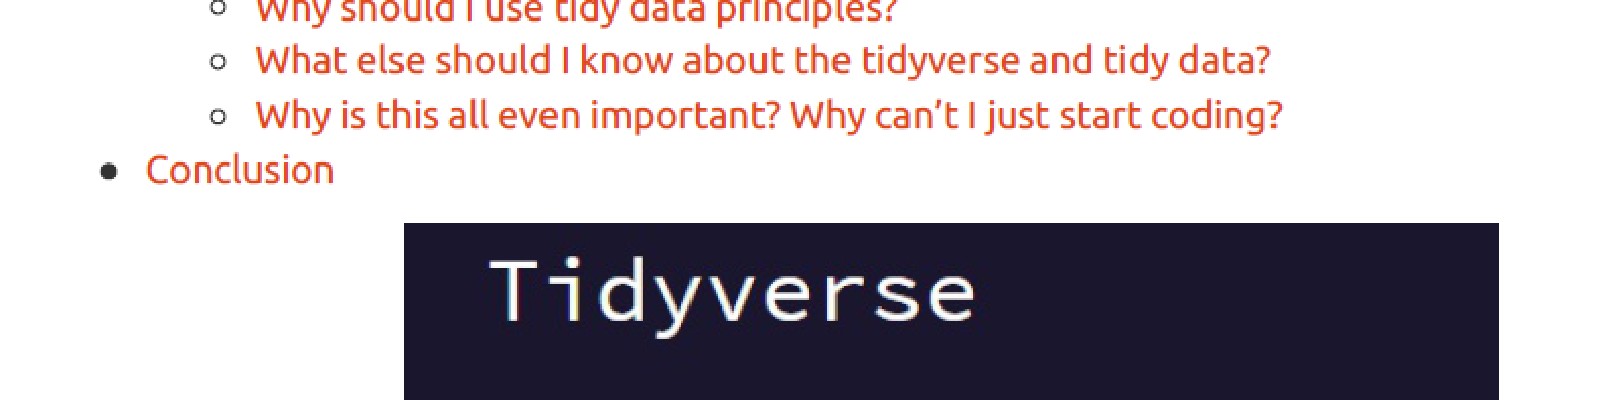 Why should I use tidy data principles?
What else should I know about the tidyverse and tidy data?
Why is this all even important? Why can’t I just start coding?
Conclusion
Tidyverse